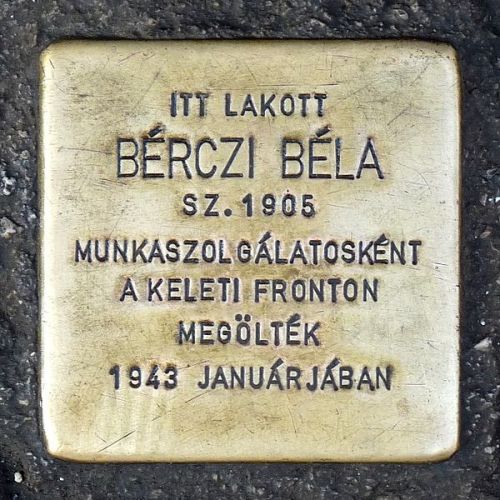 ITT LAKOTT
BÉRCZI BÉLA
SZ. 1905
MUNKASZOLGÁLATOSKÉNT
A KELETI FRONTON
MEGÖLTÉK
1943 JANUÁRJÁBAN